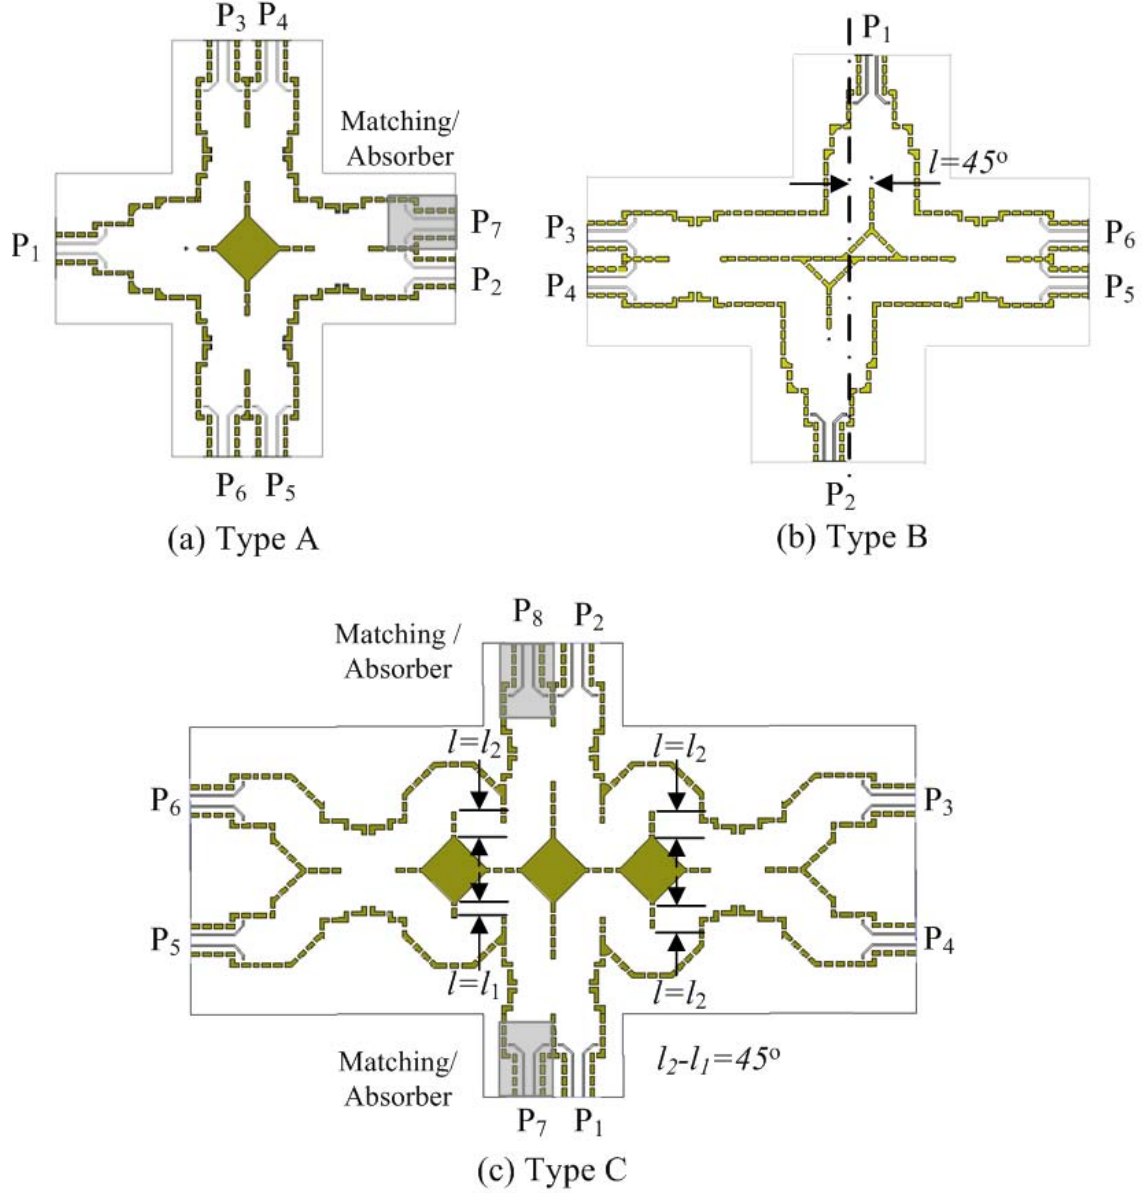 P3 P4
Matching/
Absorber
P1
P7
P2
P6 P5
(a) Type A
P1
l=45°
P3
P4
P6
P5
P2
(b) Type B
P8 P2
Matching /
Absorber
l=l2
l=l2
P6
P3
P5
P4
l=l1
l=l2
Matching/
Absorber
l2-l1=45°
P7 P1
(c) Type C